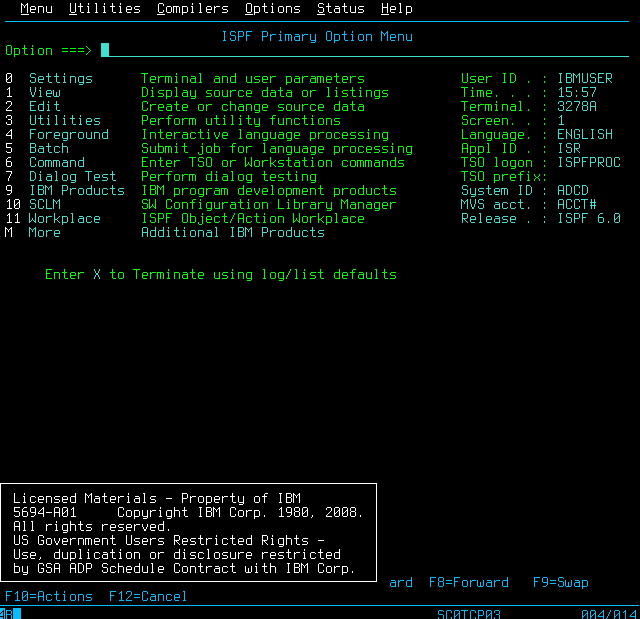 Menu Utilities Compilers Options Status Help
ISPF Primary Option Menu
Option ===>
0 Settings Terminal and user parameters User ID . : IBMUSER
1 View Display source data or listings Time. . . : 15:57
2 Edit Create or change source data Terminal. : 3278A
3 Utilities Perform utility functions Screen. . : 1
4 Foreground Interactive language processing Language. : ENGLISH
5 Batch Submit job for language processing Appl ID . : ISR
6 Command Enter TSO or Workstation commands TSO logon : ISPFPROC
7 Dialog Test Perform dialog testing TSO prefix:
9 IBM Products IBM program development products System ID : ADCD
10 SCLM SW Configuration Library Manager MVS acct. : ACCT#
11 Workplace ISPF Object/Action Workplace Release . : ISPF 6.0
M More Additional IBM Products
Enter X to Terminate using log/list defaults
Licensed Materials - Property of IBM
5694-A01 Copyright IBM Corp. 1980, 2008.
All rights reserved.
US Government Users Restricted Rights -
Use, duplication or disclosure restricted
by GSA ADP Schedule Contract with IBM Corp.
ard F8=Forward F9=Swap
F10=Actions F12=Cancel
SC0TCP03 004/014